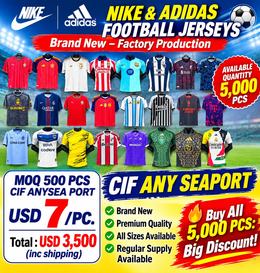 NIKE
adidas
NIKE & ADIDAS
FOOTBALL JERSEYS
Brand New – Factory Production
AVAILABLE
QUANTITY
5,000
PCS
MOQ 500 PCS
CIF ANYSEA PORT
USD 7/PC.
Total : USD 3,500
(inc shipping)
CIF ANY SEAPORT
Brand New
Premium Quality
All Sizes Available
Regular Supply
Available
Buy All
5,000 PCS:
Big Discount!